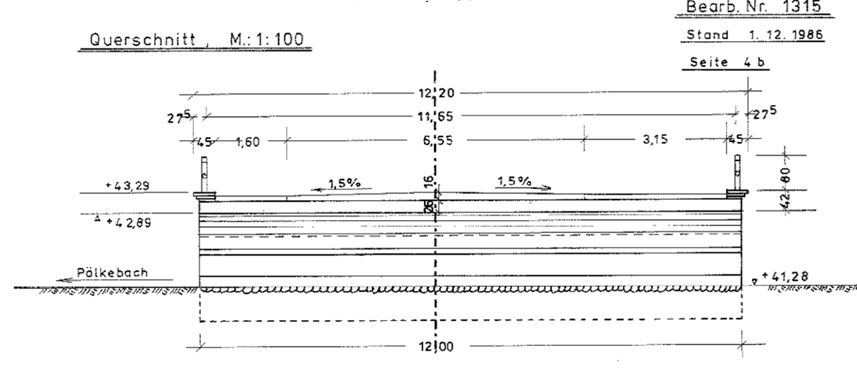 Bearb. Nr. 1315
Querschnitt, M.: 1:100
Stand 1.12.1986
Seite 4 b
12,20
27⁵ 11,65 27⁵
45 1,60 6,55 3,15 45
+43,29 1,5% 16 1,5% 80
+42,89 26 42
Pölkebach +41,28
12,00